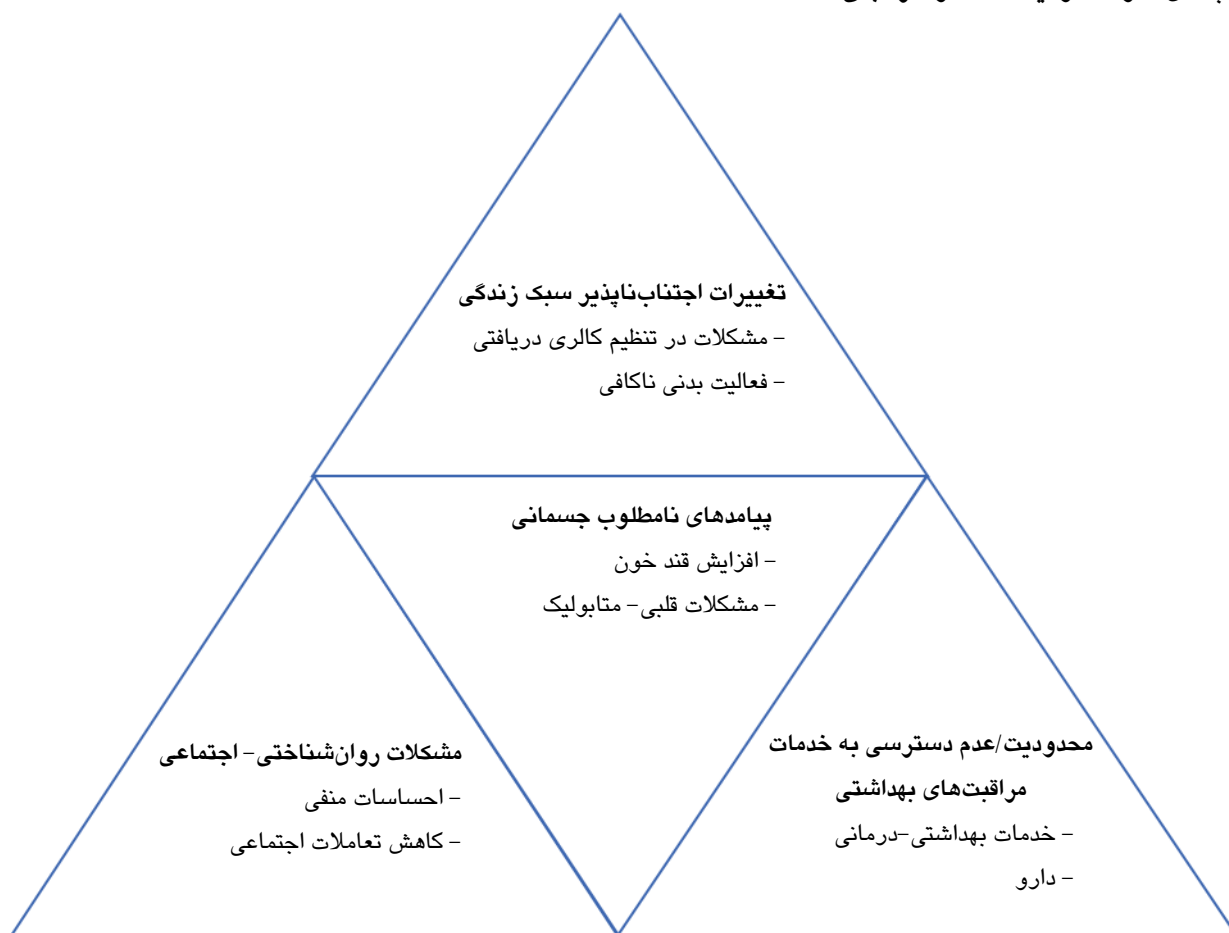 تغییرات اجتناب‌ناپذیر سبک زندگی
- مشکلات در تنظیم کالری دریافتی
- فعالیت بدنی ناکافی
پیامدهای نامطلوب جسمانی
- افزایش قند خون
- مشکلات قلبی- متابولیک
محدودیت/عدم دسترسی به خدمات
مراقبت‌های بهداشتی
- خدمات بهداشتی-درمانی
- دارو
مشکلات روان‌شناختی- اجتماعی
- احساسات منفی
- کاهش تعاملات اجتماعی